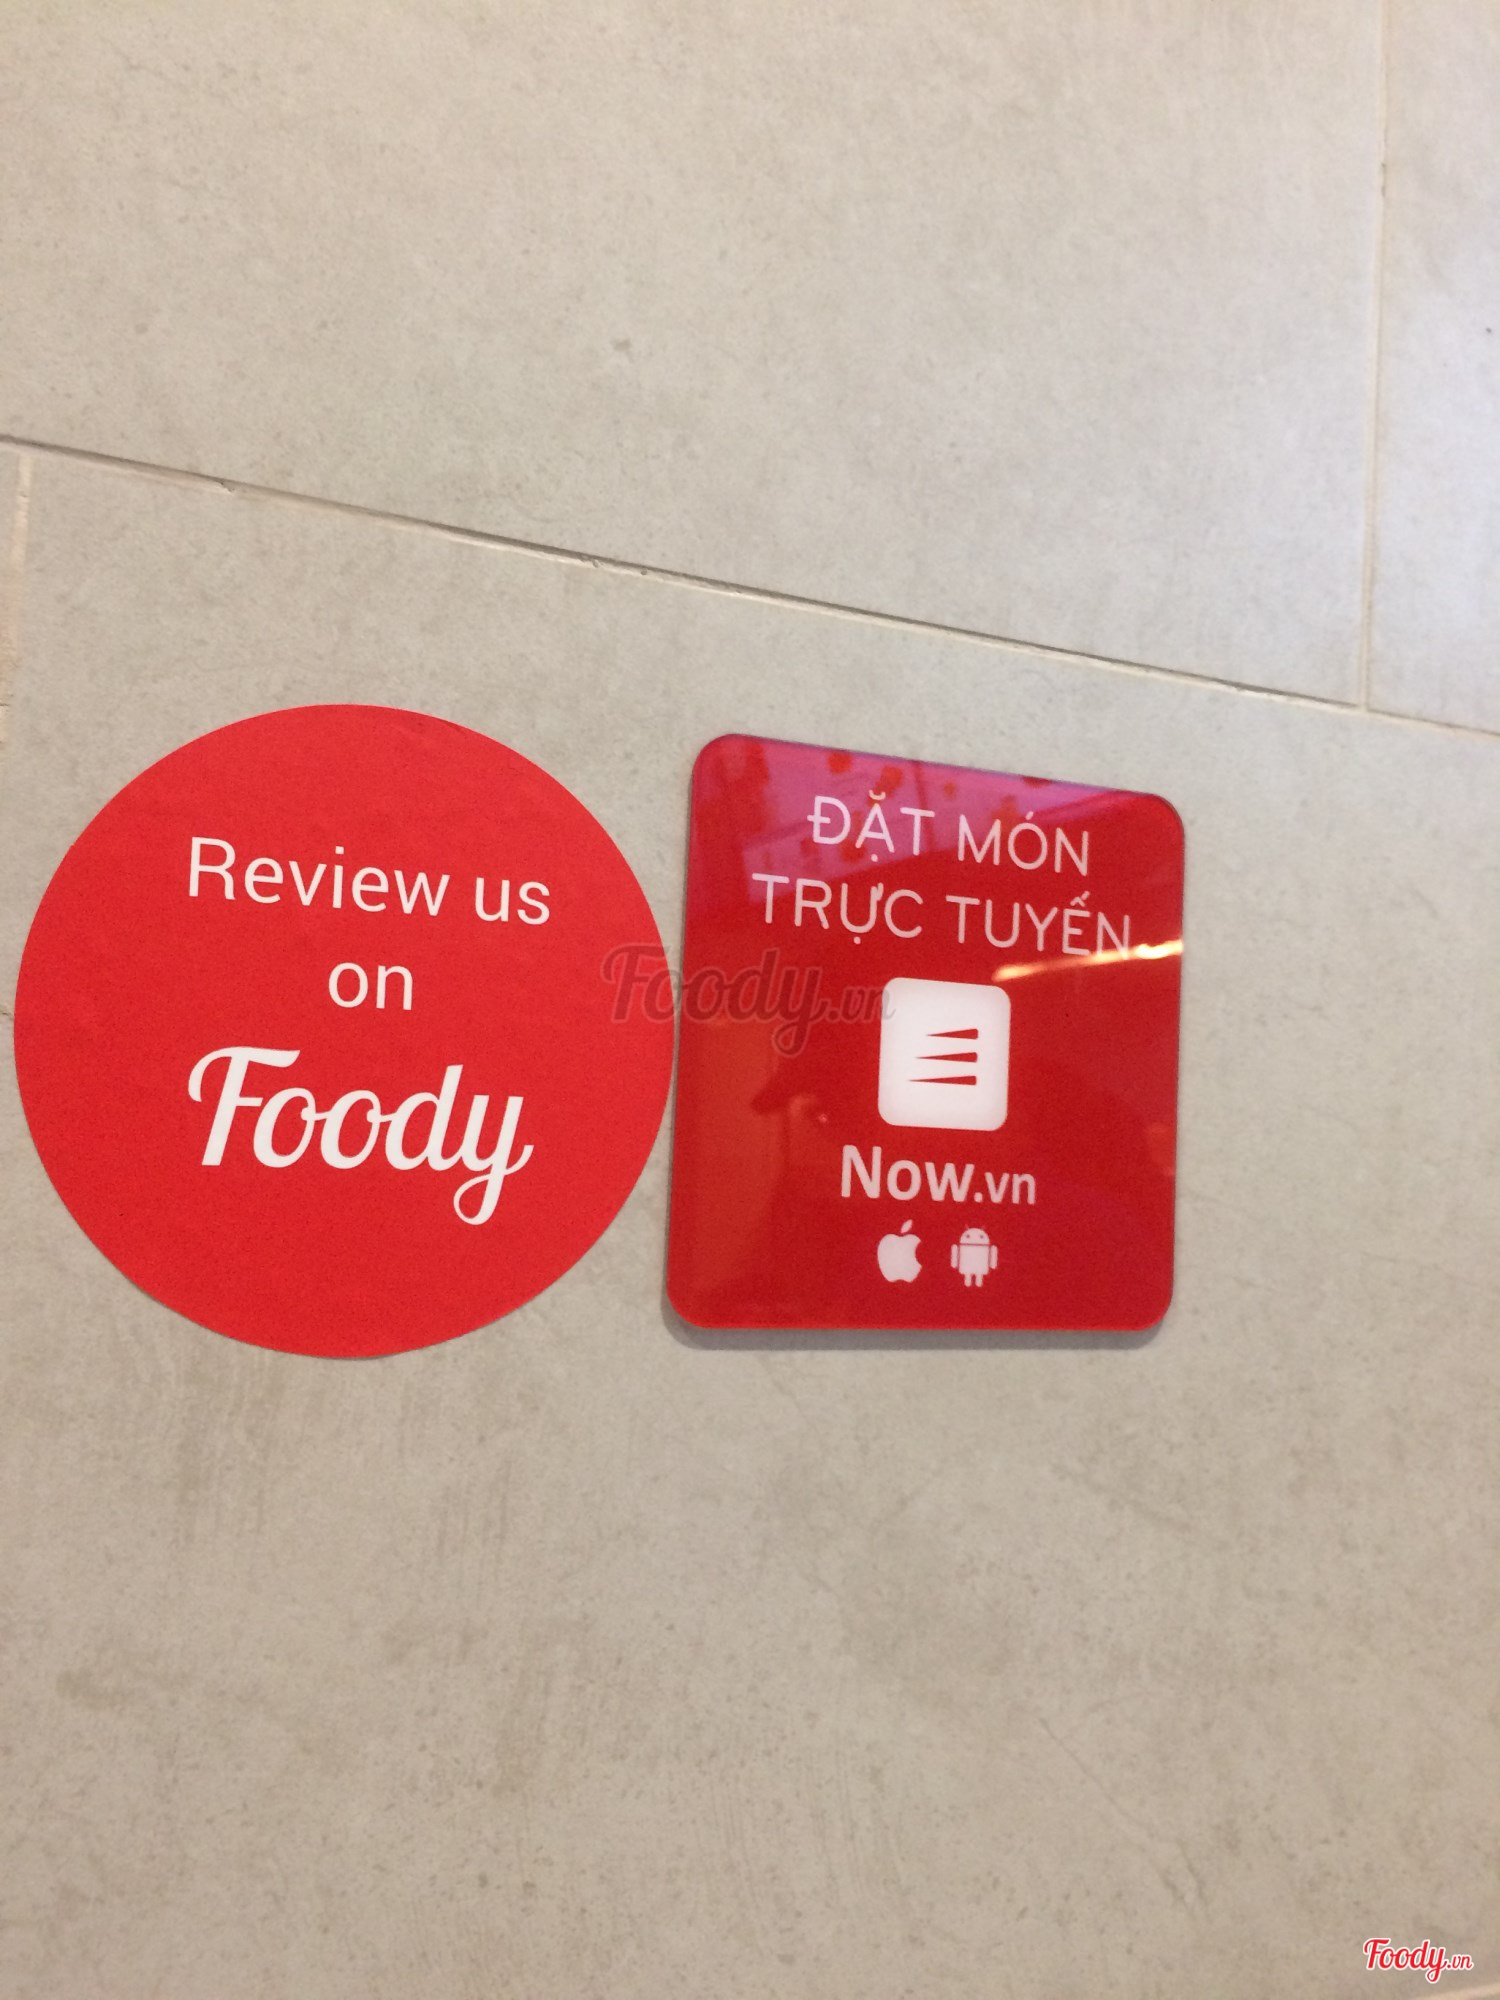 Review us
on
Foody
ĐẶT MÓN
TRỰC TUYẾN
Now.vn
Foody.vn
Foody.vn